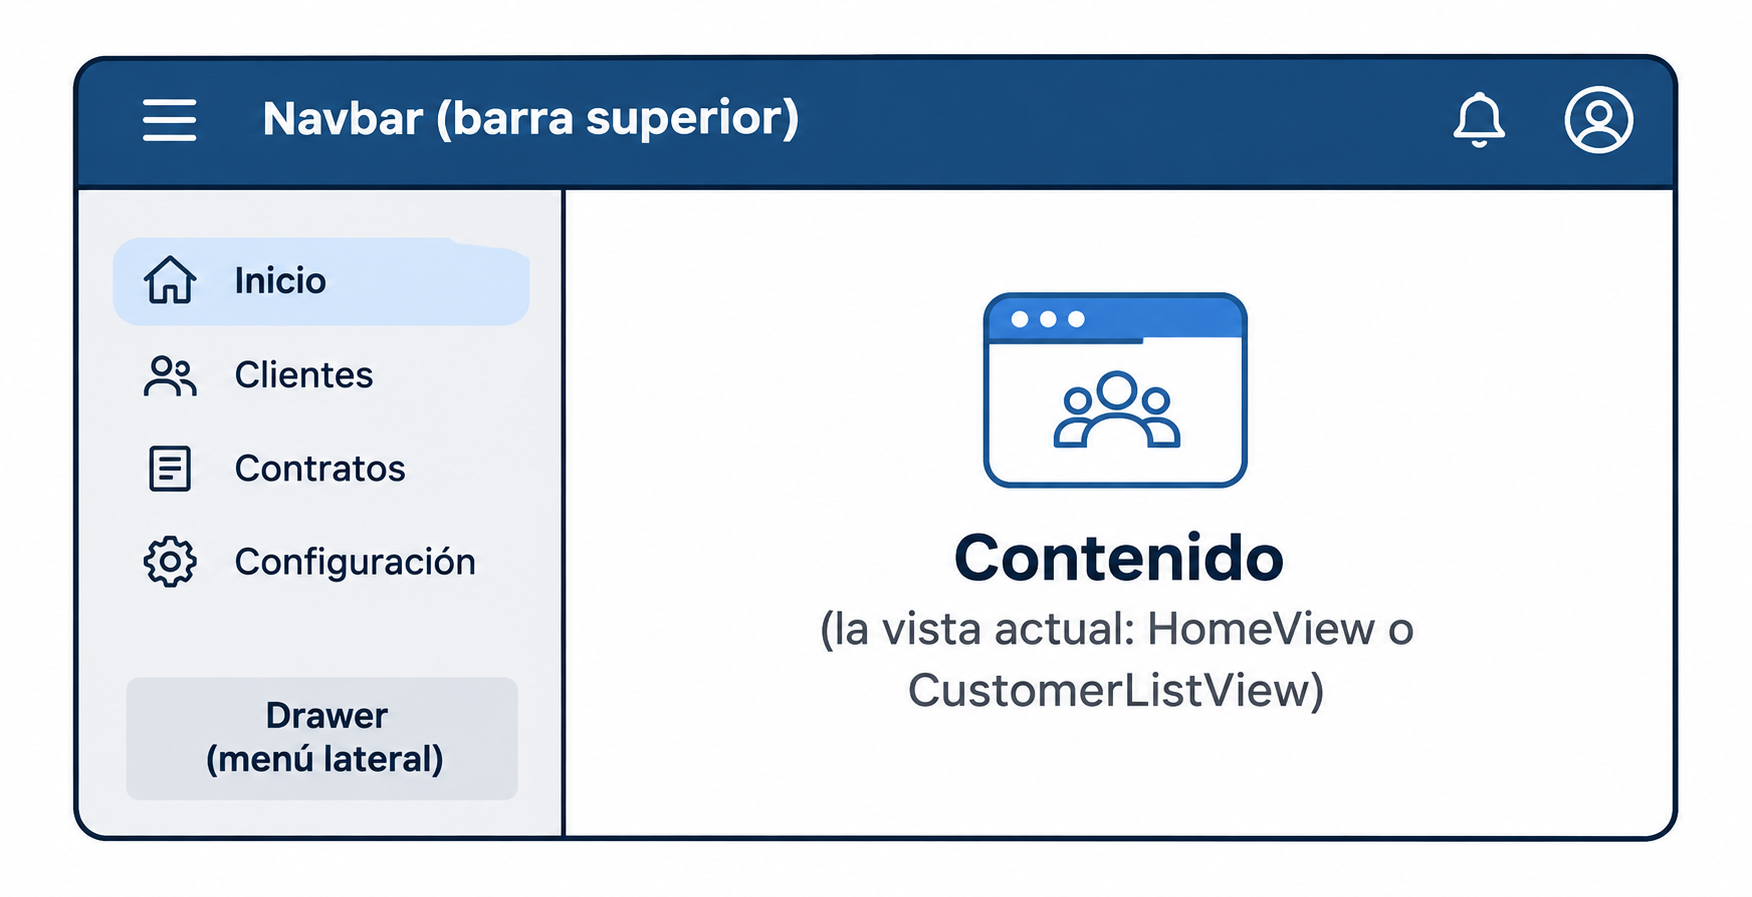 Navbar (barra superior)
Inicio
Clientes
Contratos
Configuración
Drawer
(menú lateral)
Contenido
(la vista actual: HomeView o
CustomerListView)